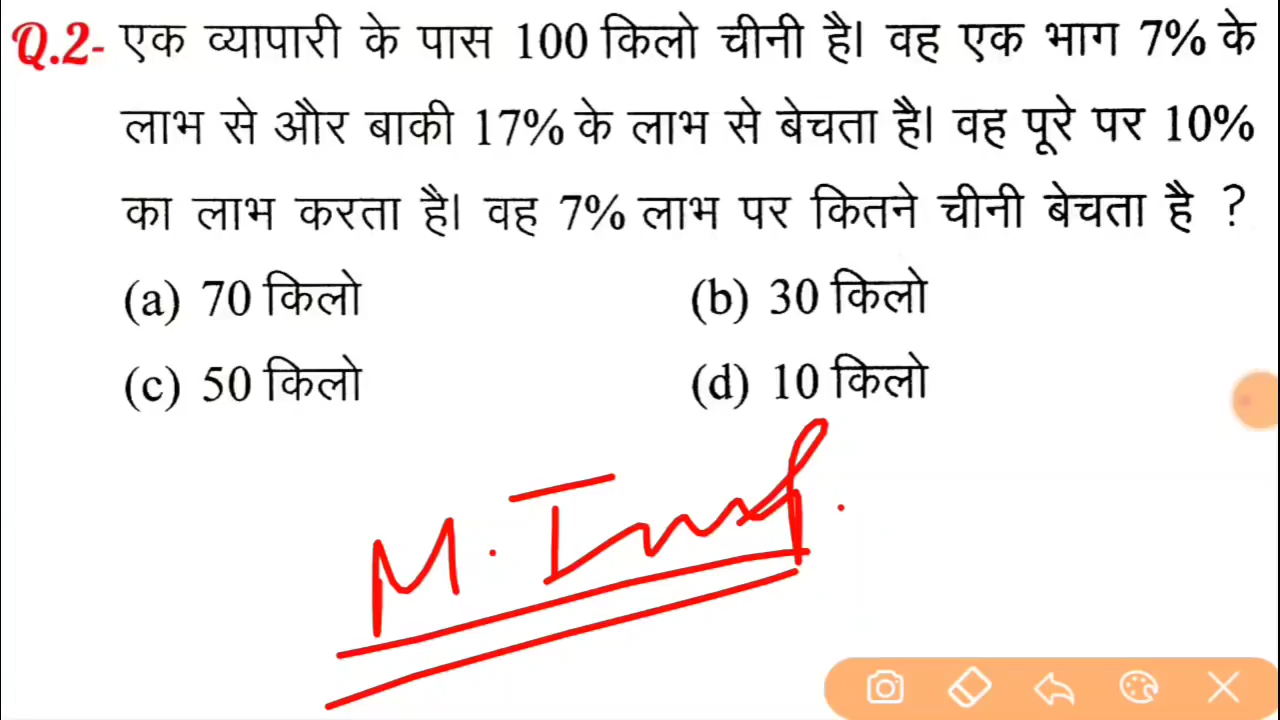 Q.2- एक व्यापारी के पास 100 किलो चीनी है। वह एक भाग 7% के
लाभ से और बाकी 17% के लाभ से बेचता है। वह पूरे पर 10%
का लाभ करता है। वह 7% लाभ पर कितने चीनी बेचता है ?
(a) 70 किलो (b) 30 किलो
(c) 50 किलो (d) 10 किलो
M.